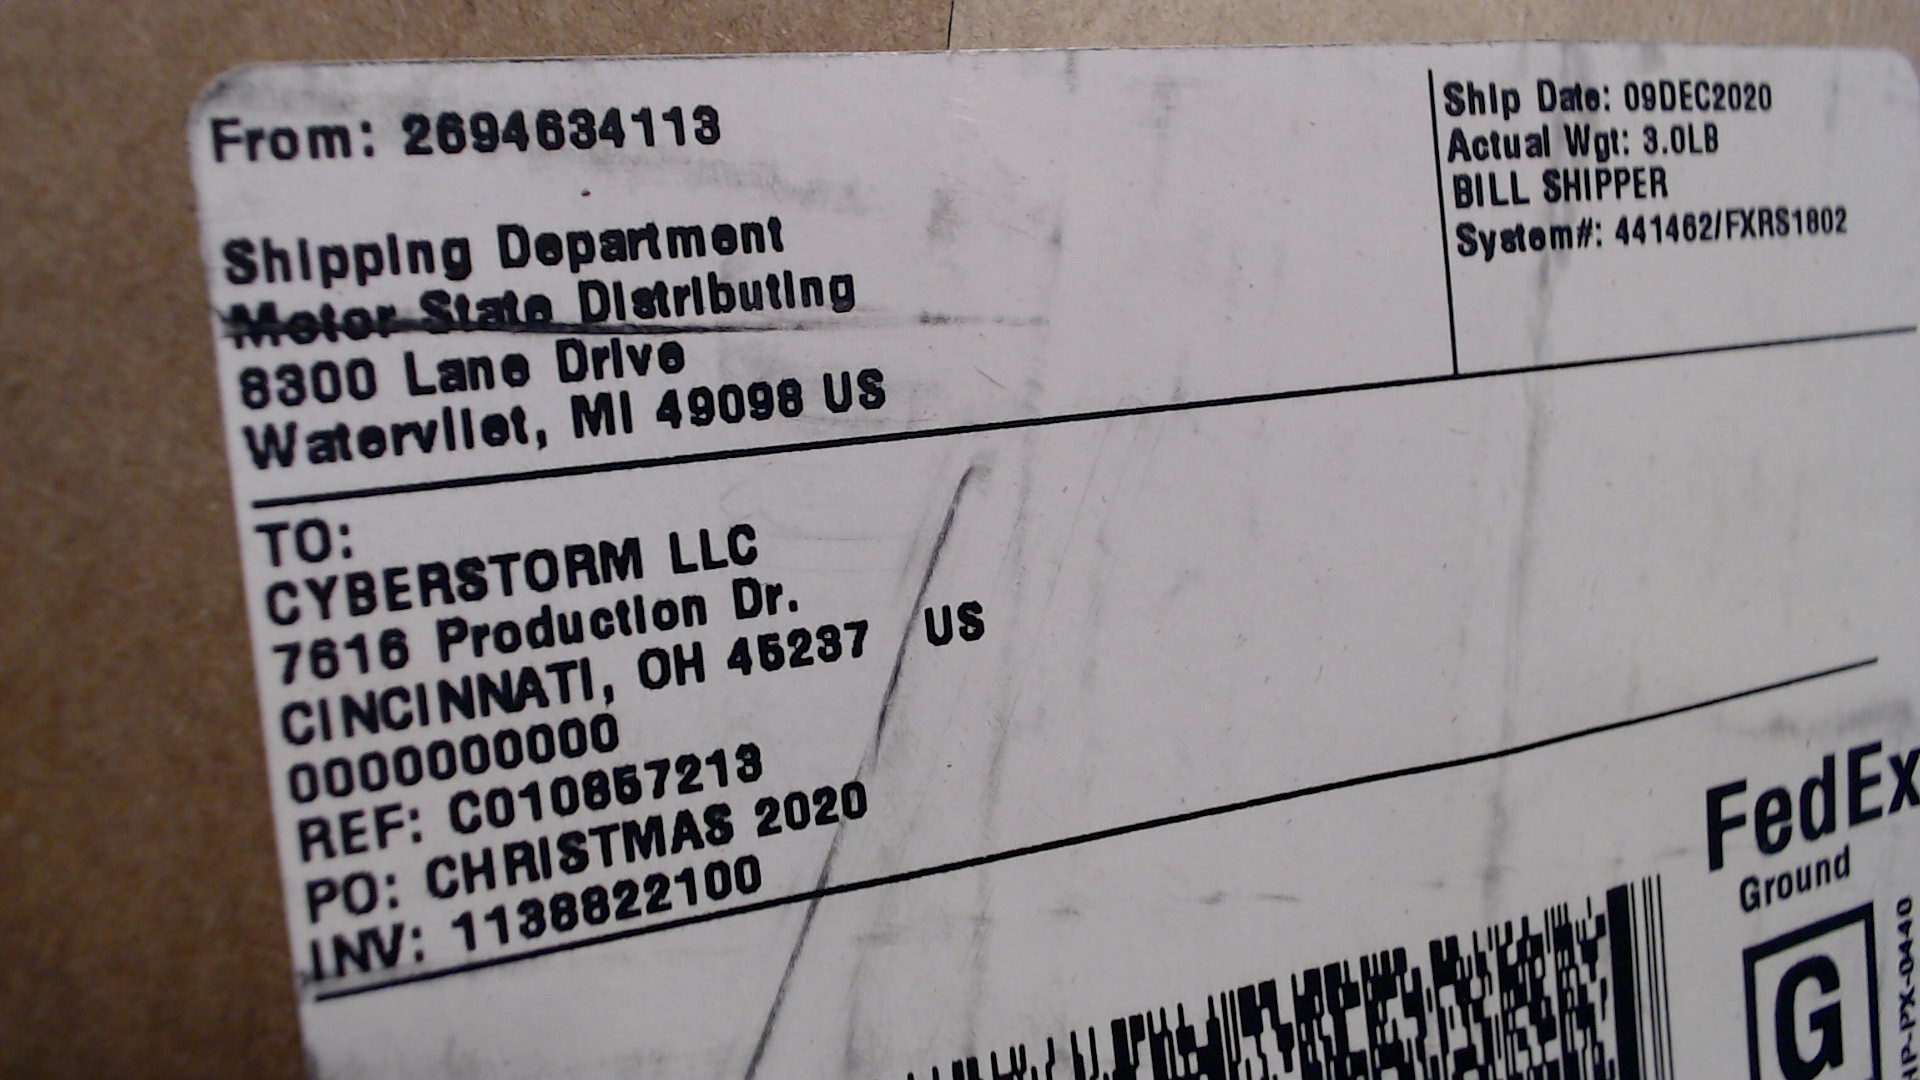 From: 2694634113
Shipping Department
Motor State Distributing
8300 Lane Drive
Watervliet, MI 49098 US
Ship Date: 09DEC2020
Actual Wgt: 3.0LB
BILL SHIPPER
System#: 441462/FXRS1802
TO:
CYBERSTORM LLC
7616 Production Dr.
CINCINNATI, OH 45237 US
0000000000
REF: CO10857213
PO: CHRISTMAS 2020
INV: 1138822100
FedEx
Ground
G